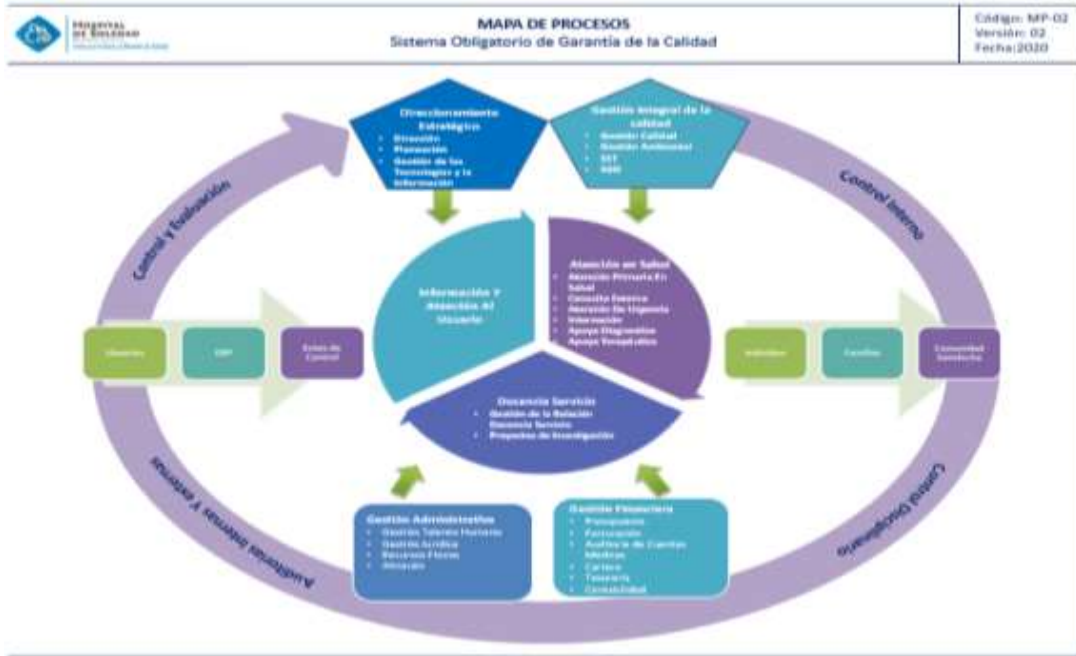 HOSPITAL
DE SOLEDAD
MAPA DE PROCESOS
Sistema Obligatorio de Garantía de la Calidad
Código: MP-02
Versión: 02
Fecha:2020
Direccionamiento
Estratégico
• Dirección
• Planeación
• Gestión de las
Tecnologías y la
Información
Gestión Integral de la
calidad
• Gestión Calidad
• Gestión Ambiental
• SST
Control y Evaluación
Control Interno
Información Y
Atención Al
Usuario
Atención en Salud
• Atención Primaria En
Salud
• Consulta Externa
• Atención De Urgencia
• Información
• Apoyo Diagnóstico
• Apoyo Terapéutico
Usuarios
Entes de
Control
Individuo
Familias
Comunidad
Satisfecha
Docencia Servicio
• Gestión de la Relación
Docencia Servicio
• Proyectos de Investigación
Auditorias Internas Y externas
Control Disciplinario
Gestión Administrativa
• Gestión Talento Humano
• Gestión Jurídica
• Recursos Físicos
• Almacén
Gestión Financiera
• Presupuesto
• Facturación
• Auditoría de Cuentas
Médicas
• Cartera
• Tesorería
• Contabilidad